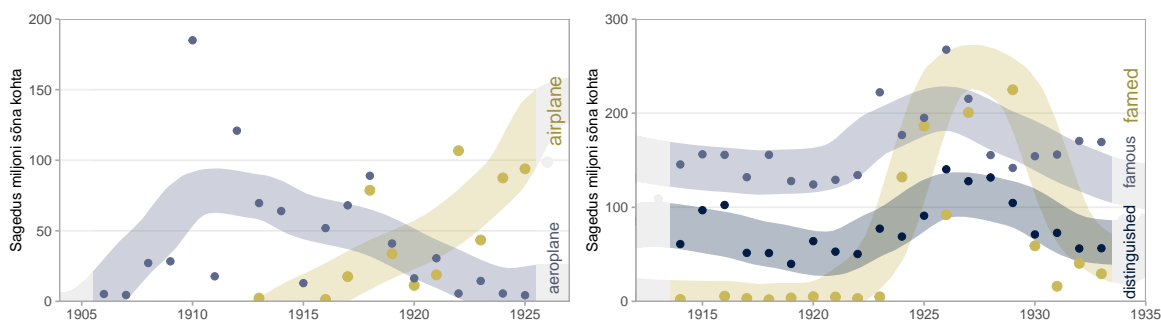 Sagedus miljoni sõna kohta
200
150
100
50
0
1905
1910
1915
1920
1925
airplane
aeroplane
Sagedus miljoni sõna kohta
300
200
100
0
1915
1920
1925
1930
1935
famed
famous
distinguished